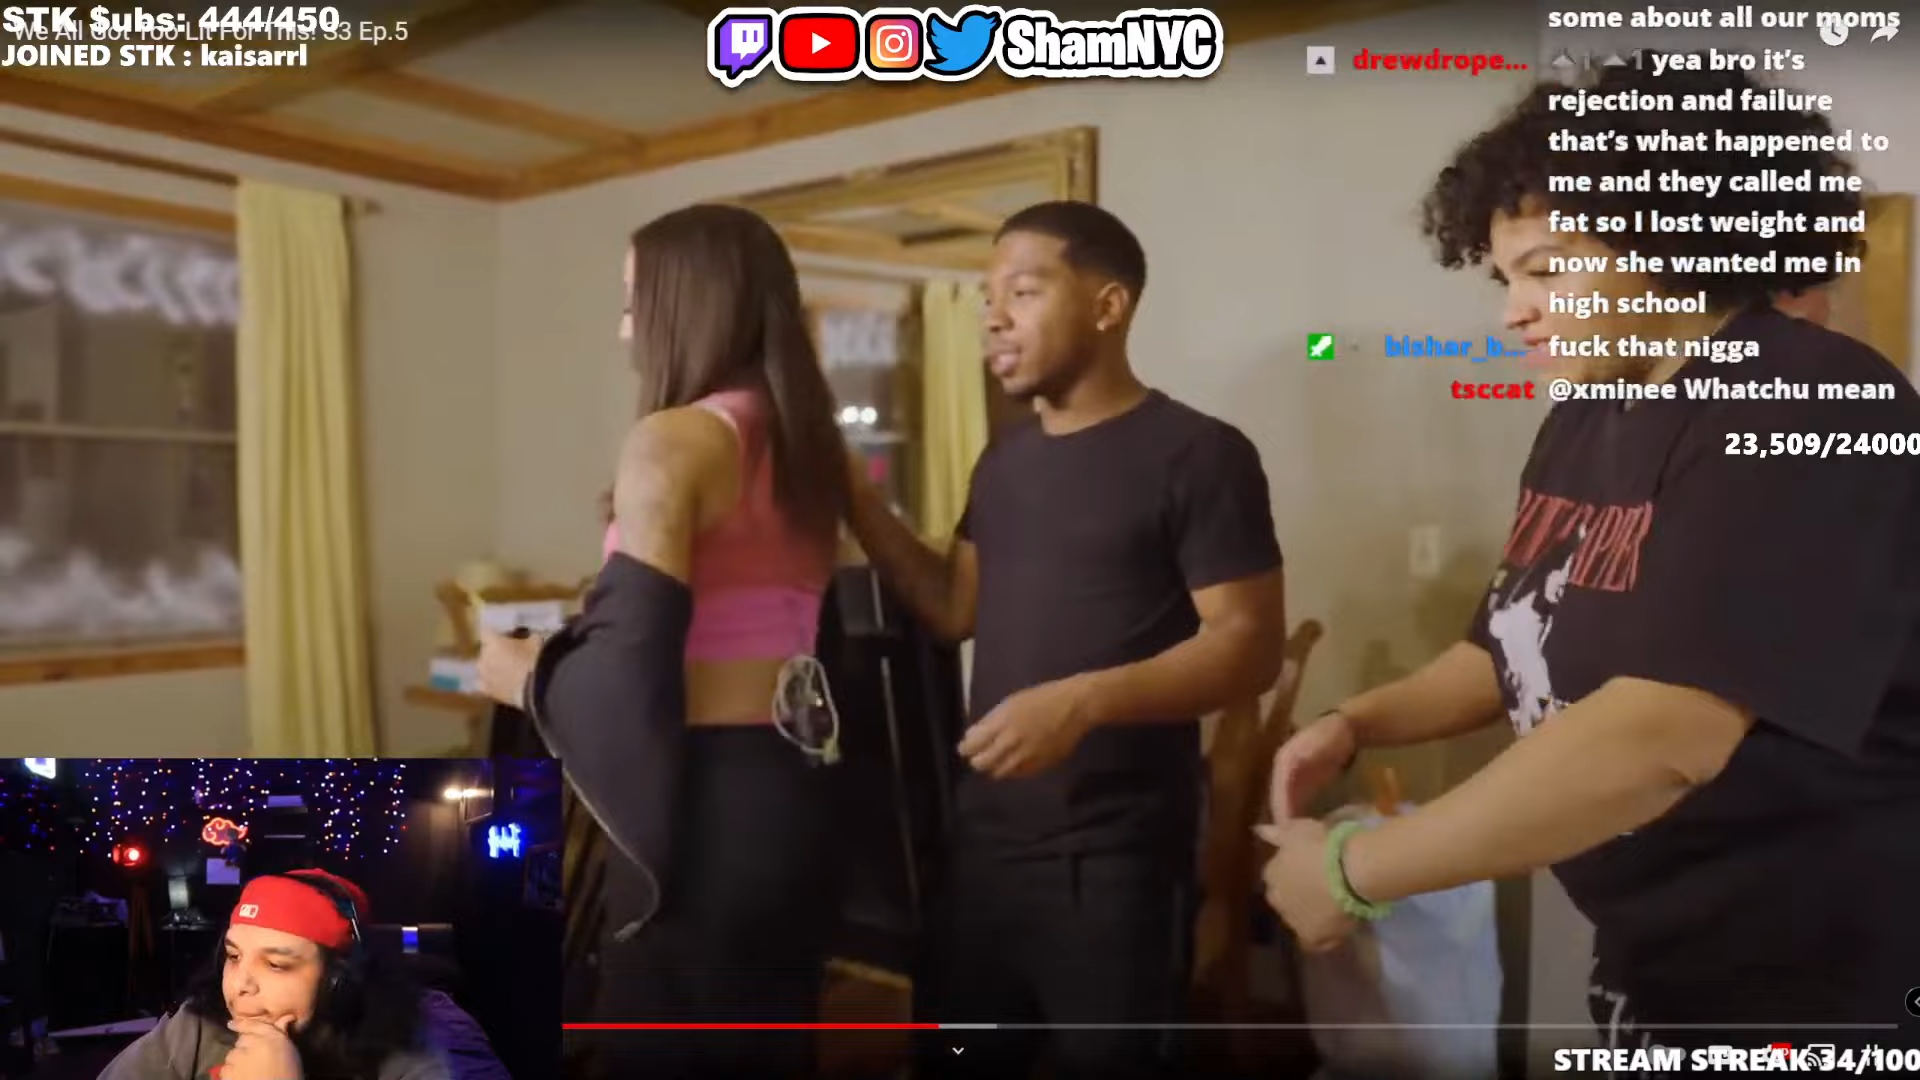 STK $ubs: 444/450
We All Got Too Lit For This! S3 Ep.5
JOINED STK : kaisarrl
ShamNYC
some about all our moms
drewdrope... 1 1 yea bro it's
rejection and failure
that's what happened to
me and they called me
fat so I lost weight and
now she wanted me in
high school
bishar_b... fuck that nigga
tsccat @xminee Whatchu mean
23,509/24000
STREAM STREAK 34/100